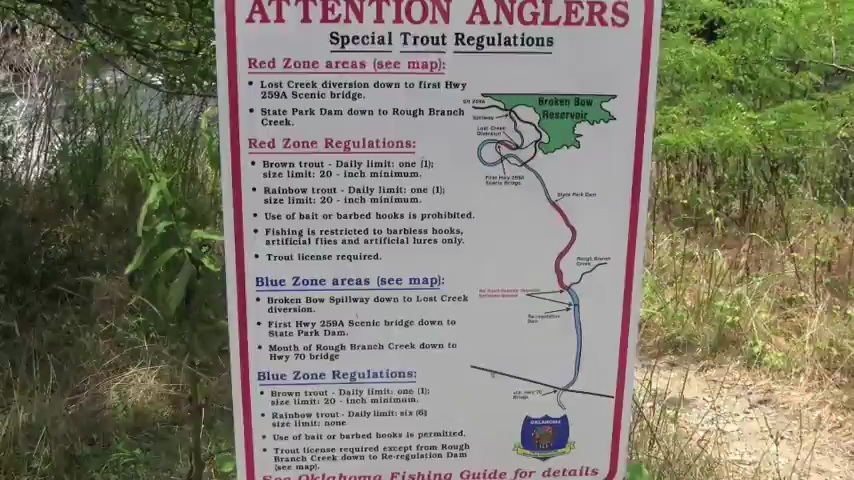 ATTENTION ANGLERS
Special Trout Regulations
Red Zone areas (see map):
• Lost Creek diversion down to first Hwy
259A Scenic bridge.
• State Park Dam down to Rough Branch
Creek.
Red Zone Regulations:
• Brown trout - Daily limit: one (1);
size limit: 20 - inch minimum.
• Rainbow trout - Daily limit: one (1);
size limit: 20 - inch minimum.
• Use of bait or barbed hooks is prohibited.
• Fishing is restricted to barbless hooks,
artificial flies and artificial lures only.
• Trout license required.
Blue Zone areas (see map):
• Broken Bow Spillway down to Lost Creek
diversion.
• First Hwy 259A Scenic bridge down to
State Park Dam.
• Mouth of Rough Branch Creek down to
Hwy 70 bridge
Blue Zone Regulations:
• Brown trout - Daily limit: one (1);
size limit: 20 - inch minimum.
• Rainbow trout - Daily limit: six (6)
size limit: none
• Use of bait or barbed hooks is permitted.
• Trout license required except from Rough
Branch Creek down to Re-regulation Dam
(see map).
See Oklahoma Fishing Guide for details
Broken Bow
Reservoir
SH 259A
Spillway
Lost Creek
Diversion
First Hwy 259A
Scenic Bridge
State Park Dam
Rough Branch
Creek
Re-regulation
Dam
U.S. Hwy 70
Bridge
OKLAHOMA